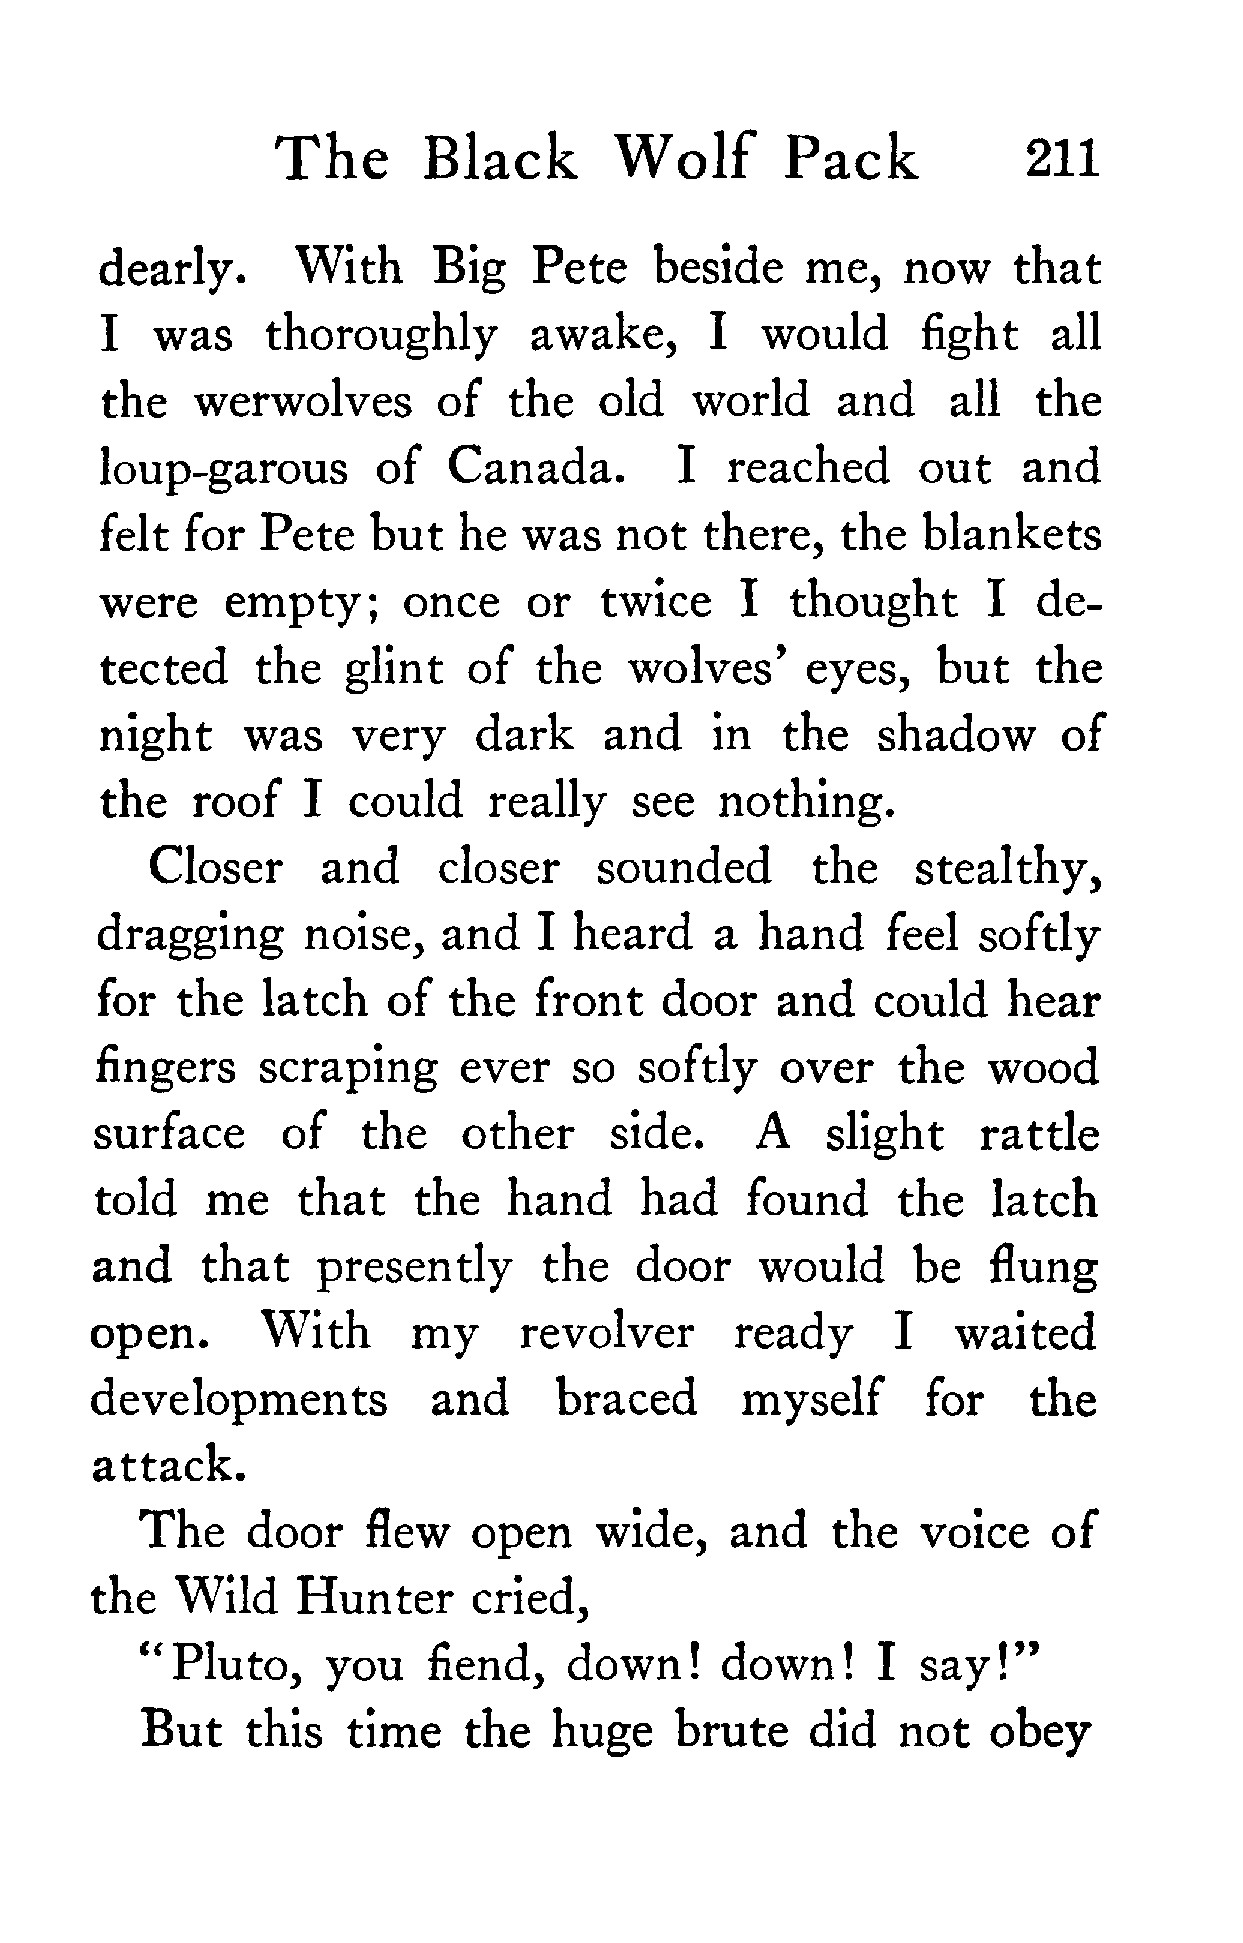 The Black Wolf Pack 211
dearly. With Big Pete beside me, now that
I was thoroughly awake, I would fight all
the werwolves of the old world and all the
loup-garous of Canada. I reached out and
felt for Pete but he was not there, the blankets
were empty; once or twice I thought I de-
tected the glint of the wolves' eyes, but the
night was very dark and in the shadow of
the roof I could really see nothing.
Closer and closer sounded the stealthy,
dragging noise, and I heard a hand feel softly
for the latch of the front door and could hear
fingers scraping ever so softly over the wood
surface of the other side. A slight rattle
told me that the hand had found the latch
and that presently the door would be flung
open. With my revolver ready I waited
developments and braced myself for the
attack.
The door flew open wide, and the voice of
the Wild Hunter cried,
"Pluto, you fiend, down! down! I say!"
But this time the huge brute did not obey